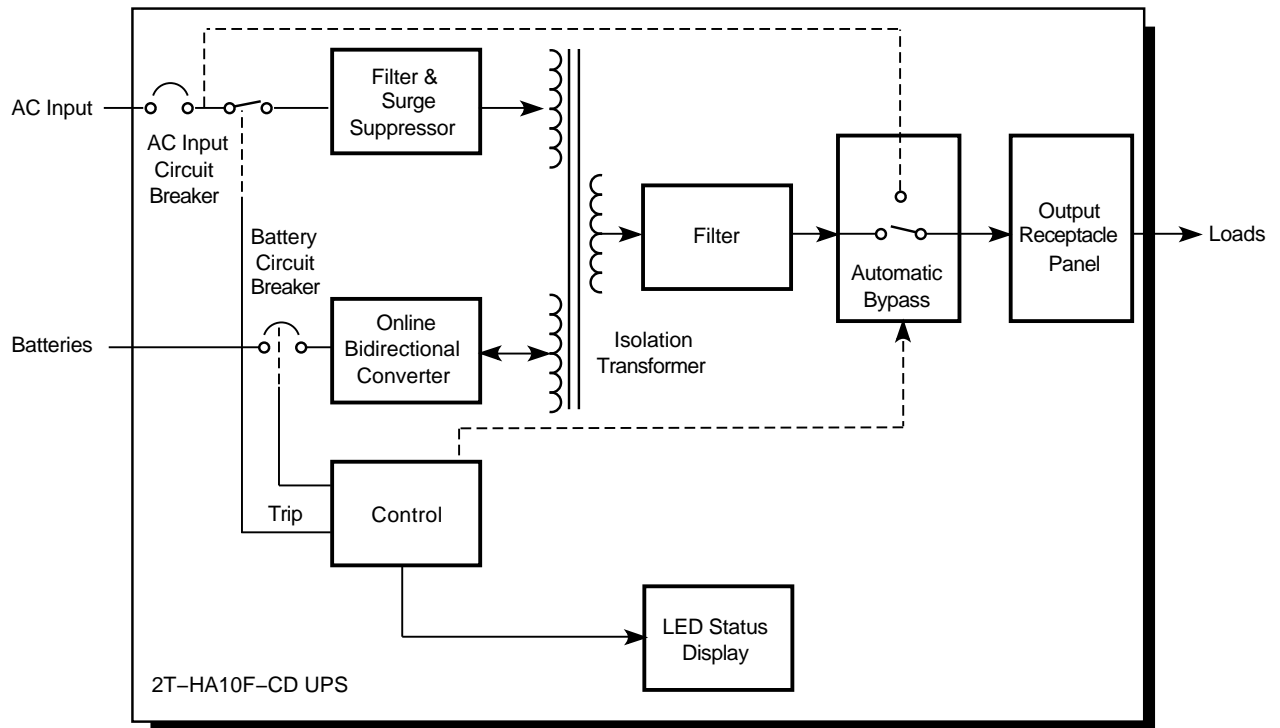 AC Input
AC Input
Circuit
Breaker
Filter &
Surge
Suppressor
Battery
Circuit
Breaker
Batteries
Online
Bidirectional
Converter
Isolation
Transformer
Filter
Automatic
Bypass
Output
Receptacle
Panel
Loads
Trip
Control
LED Status
Display
2T–HA10F–CD UPS